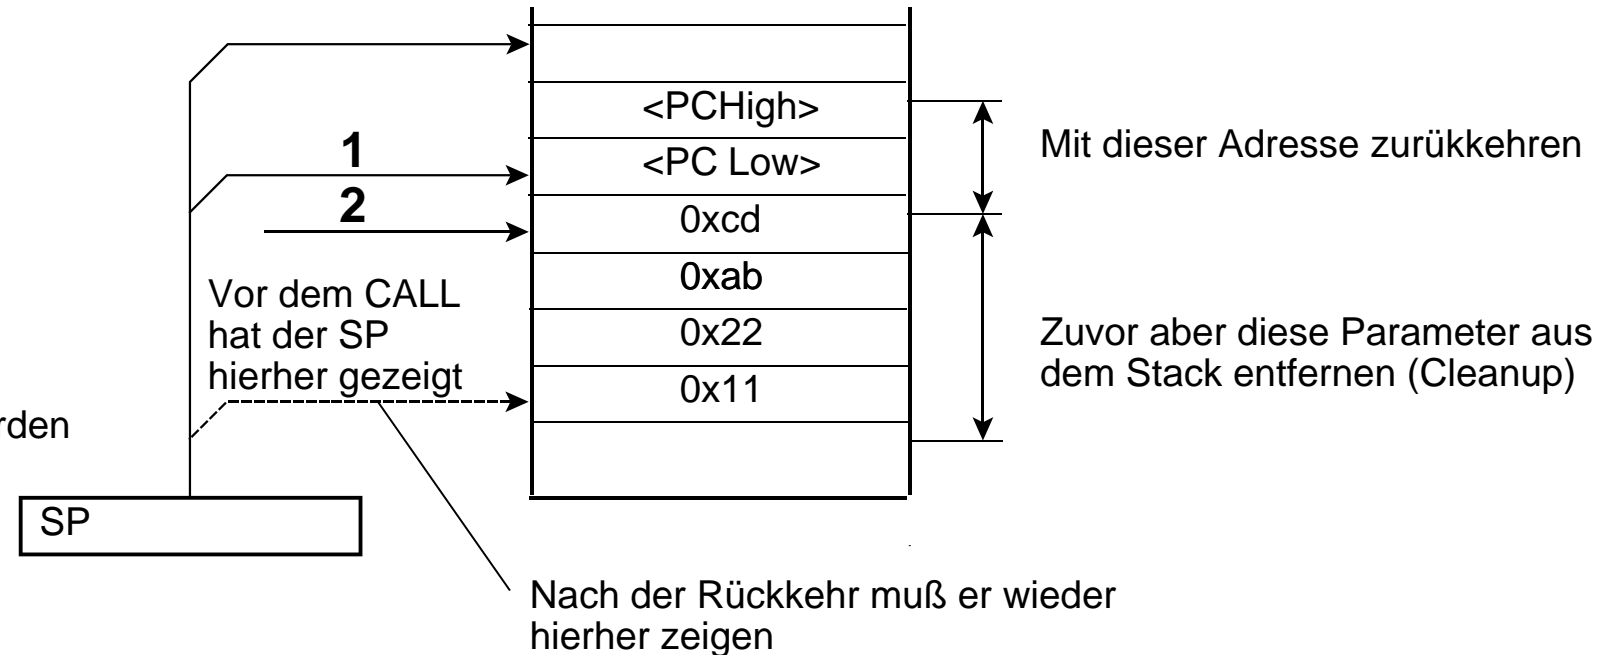 <PCHigh>
1
<PC Low>
Mit dieser Adresse zurükkehren
2
0xcd
0xab
Vor dem CALL
hat der SP
hierher gezeigt
0x22
0x11
Zuvor aber diese Parameter aus
dem Stack entfernen (Cleanup)
rden
SP
Nach der Rückkehr muß er wieder
hierher zeigen